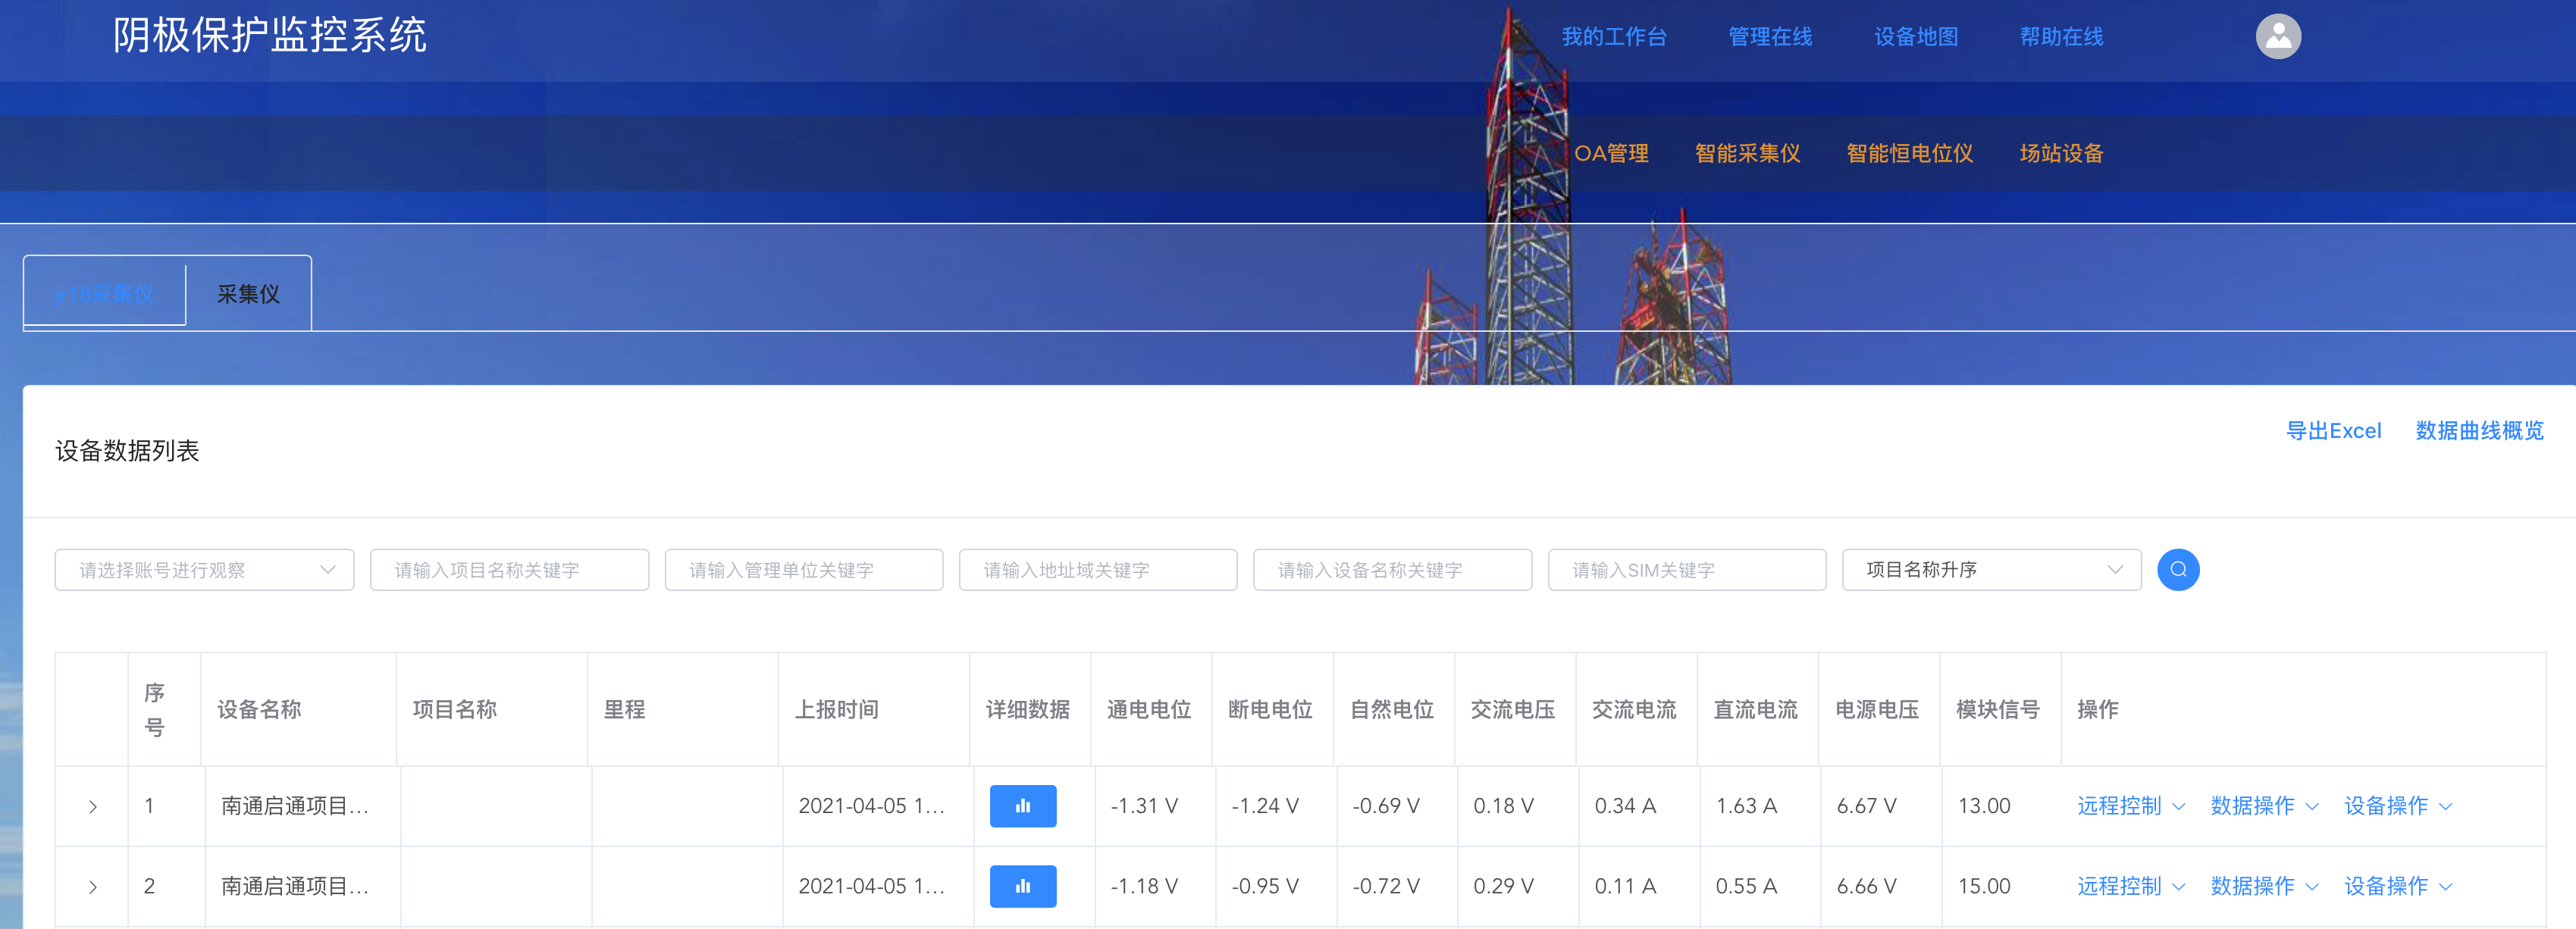 阴极保护监控系统
我的工作台 管理在线 设备地图 帮助在线
OA管理 智能采集仪 智能恒电位仪 场站设备
jr18采集仪 采集仪
设备数据列表
导出Excel 数据曲线概览
请选择账号进行观察 请输入项目名称关键字 请输入管理单位关键字 请输入地址域关键字 请输入设备名称关键字 请输入SIM关键字 项目名称升序
序号 设备名称 项目名称 里程 上报时间 详细数据 通电电位 断电电位 自然电位 交流电压 交流电流 直流电流 电源电压 模块信号 操作
1 南通启通项目... 2021-04-05 1... -1.31 V -1.24 V -0.69 V 0.18 V 0.34 A 1.63 A 6.67 V 13.00 远程控制 数据操作 设备操作
2 南通启通项目... 2021-04-05 1... -1.18 V -0.95 V -0.72 V 0.29 V 0.11 A 0.55 A 6.66 V 15.00 远程控制 数据操作 设备操作